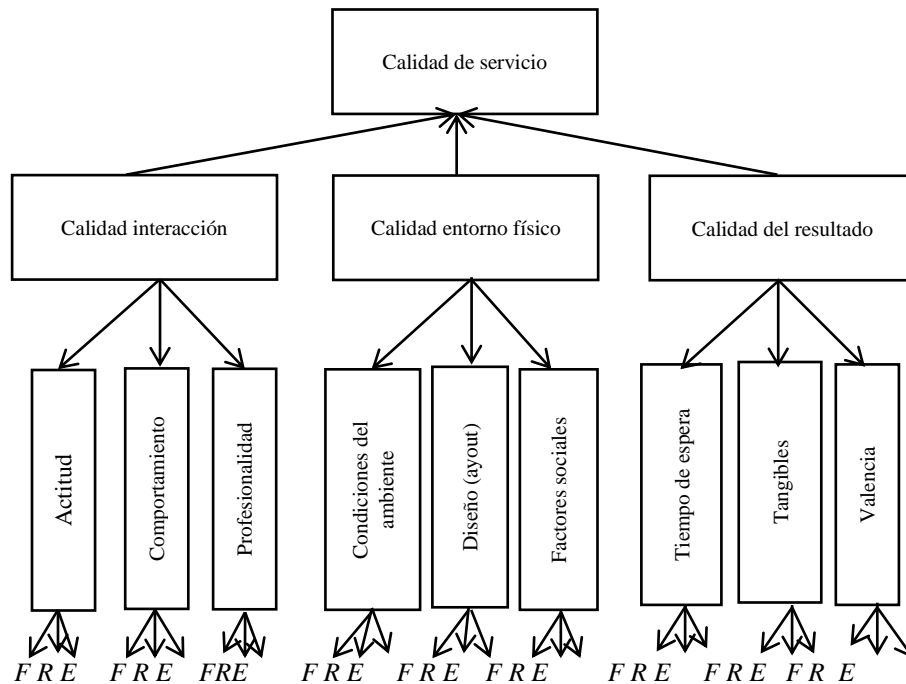 Calidad de servicio
Calidad interacción
Calidad entorno físico
Calidad del resultado
Actitud
Comportamiento
Profesionalidad
Condiciones del
ambiente
Diseño (ayout)
Factores sociales
Tiempo de espera
Tangibles
Valencia
F R E F R E FRE F R E F R E F R E F R E F R E F R E